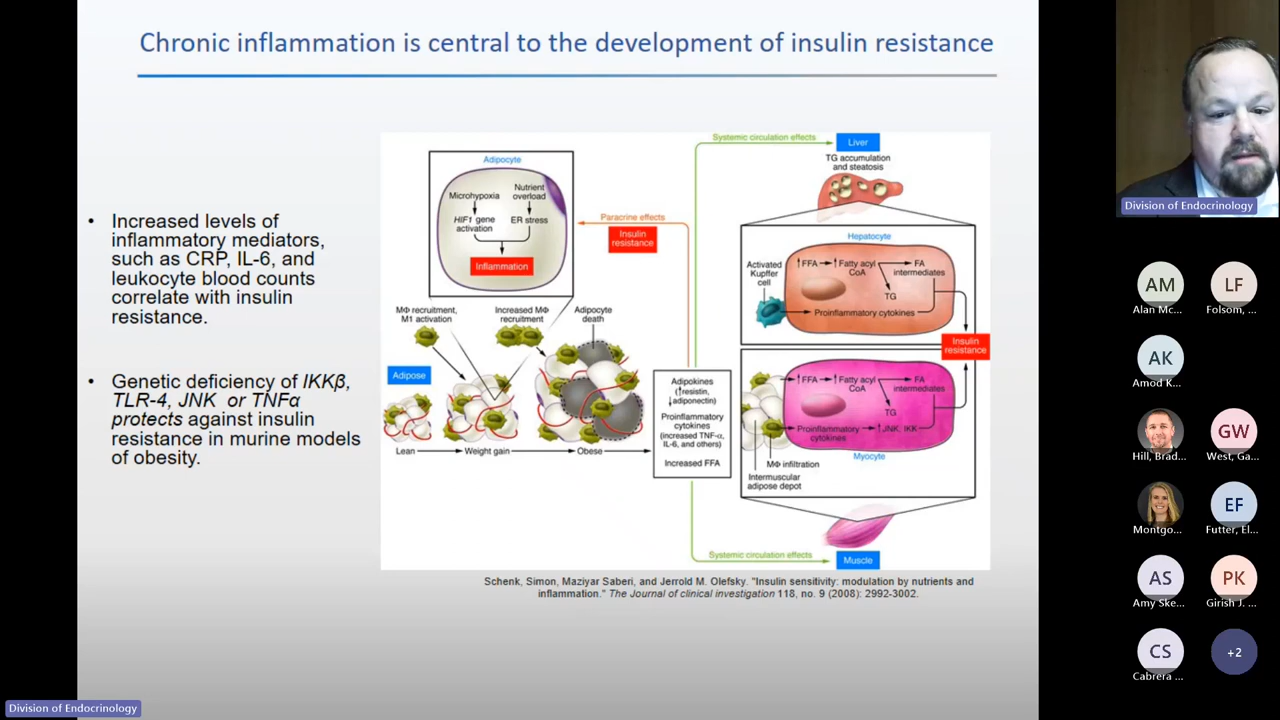 Chronic inflammation is central to the development of insulin resistance
• Increased levels of
inflammatory mediators,
such as CRP, IL-6, and
leukocyte blood counts
correlate with insulin
resistance.
• Genetic deficiency of IKKβ,
TLR-4, JNK or TNFα
protects against insulin
resistance in murine models
of obesity.
Adipocyte
Microhypoxia
Nutrient
overload
HIF1 gene
activation
ER stress
Inflammation
Paracrine effects
Insulin
resistance
MΦ recruitment,
M1 activation
Increased MΦ
recruitment
Adipocyte
death
Adipose
Lean
Weight gain
Obese
Adipokines
(↑resistin,
↓adiponectin)
Proinflammatory
cytokines
(increased TNF-α,
IL-6, and others)
Increased FFA
Systemic circulation effects
Liver
TG accumulation
and steatosis
Hepatocyte
Activated
Kupffer
cell
↑FFA
↑Fatty acyl
CoA
FA
intermediates
TG
Proinflammatory cytokines
Insulin
resistance
↑FFA
↑Fatty acyl
CoA
FA
intermediates
TG
Proinflammatory
cytokines
↑JNK, IKK
Myocyte
MΦ infiltration
Intermuscular
adipose depot
Systemic circulation effects
Muscle
Schenk, Simon, Maziyar Saberi, and Jerrold M. Olefsky. "Insulin sensitivity: modulation by nutrients and
inflammation." The Journal of clinical investigation 118, no. 9 (2008): 2992-3002.
Division of Endocrinology
Division of Endocrinology
AM
Alan Mc...
LF
Folsom, ...
AK
Amod K...
Hill, Brad...
GW
West, Ga...
Montgo...
EF
Futter, El...
AS
Amy Ske...
PK
Girish J. ...
CS
Cabrera ...
+2